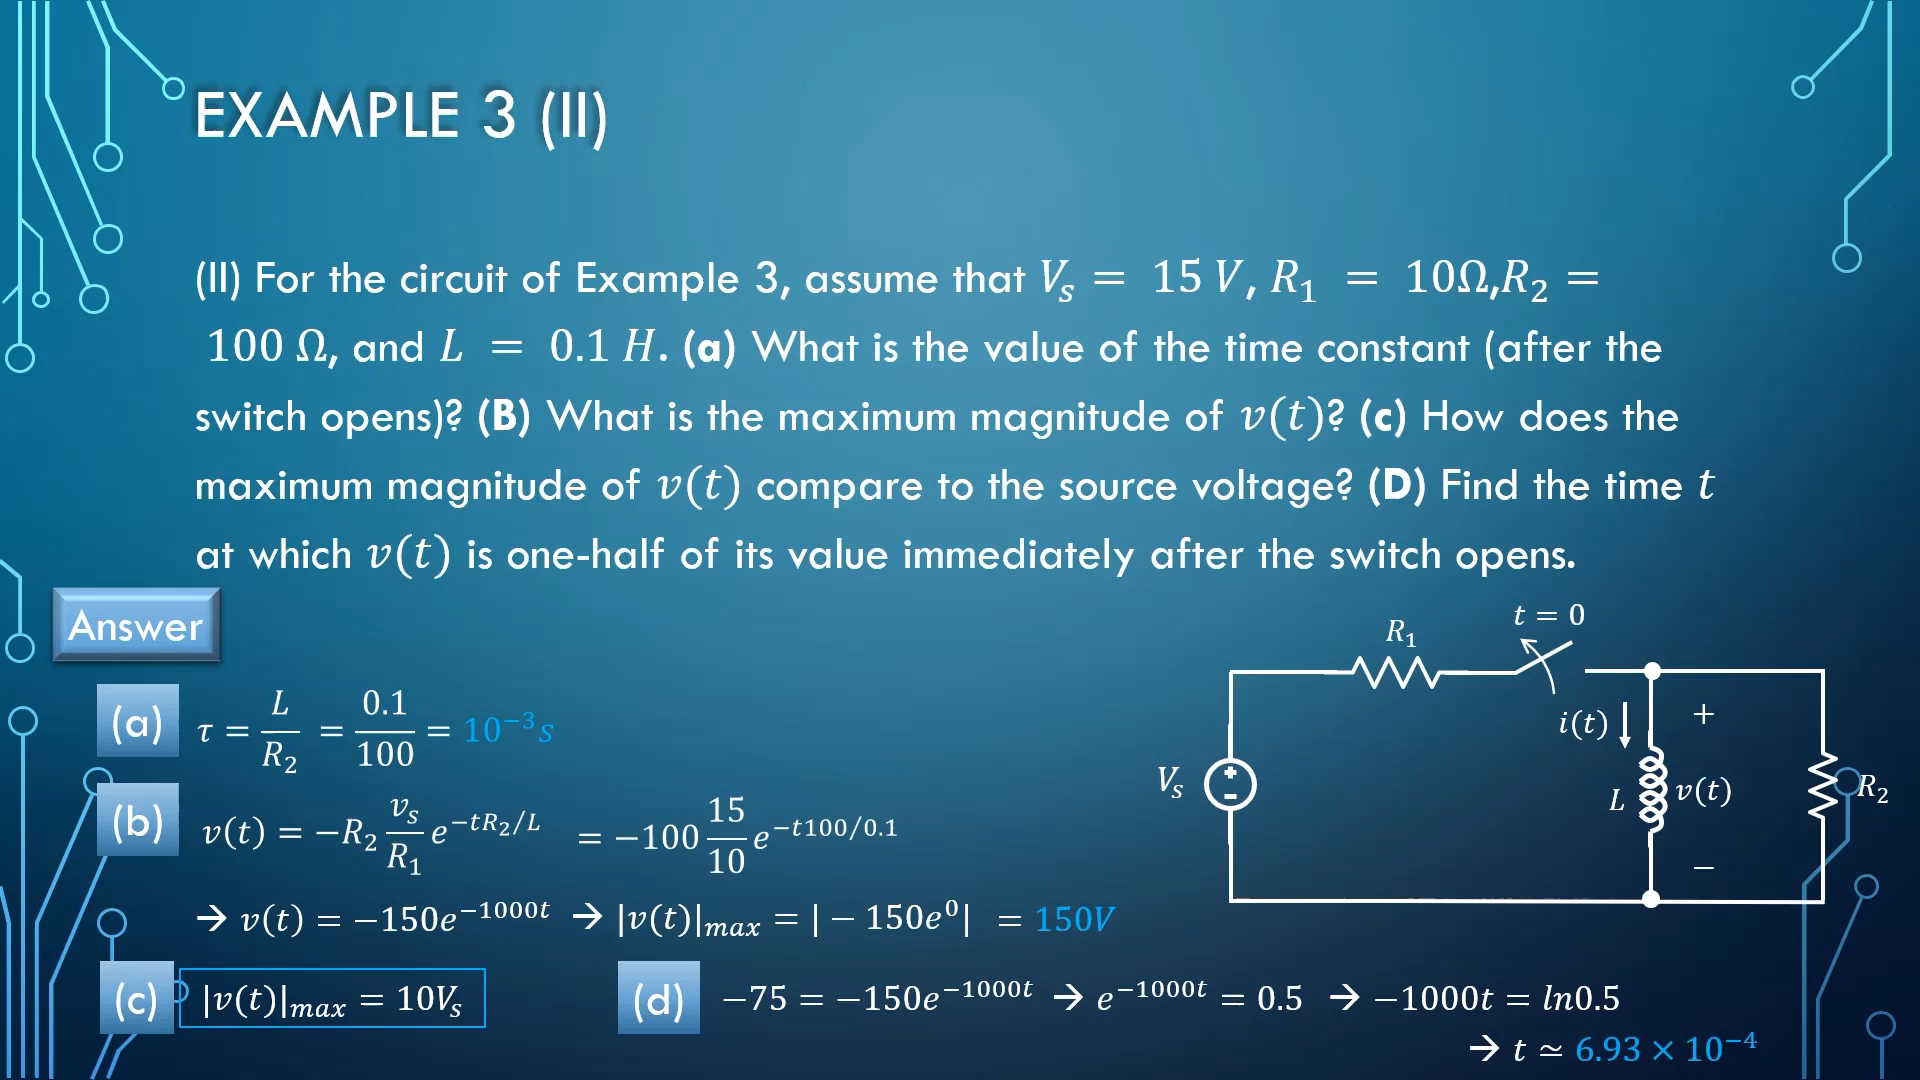 EXAMPLE 3 (II)
(II) For the circuit of Example 3, assume that Vₛ = 15 V, R₁ = 10Ω,R₂ =
100 Ω, and L = 0.1 H. (a) What is the value of the time constant (after the
switch opens)? (B) What is the maximum magnitude of v(t)? (c) How does the
maximum magnitude of v(t) compare to the source voltage? (D) Find the time t
at which v(t) is one-half of its value immediately after the switch opens.
Answer
(a) τ = L/R₂ = 0.1/100 = 10⁻³s
(b) v(t) = −R₂ vₛ/R₁ e^(−tR₂/L) = −100 15/10 e^(−t100/0.1)
→ v(t) = −150e^(−1000t) → |v(t)|ₘₐₓ = |− 150e⁰| = 150V
(c) |v(t)|ₘₐₓ = 10Vₛ
(d) −75 = −150e^(−1000t) → e^(−1000t) = 0.5 → −1000t = ln0.5
→ t ≃ 6.93 × 10⁻⁴
t = 0
R₁
i(t)
+
Vₛ
+
-
L
v(t)
R₂
−